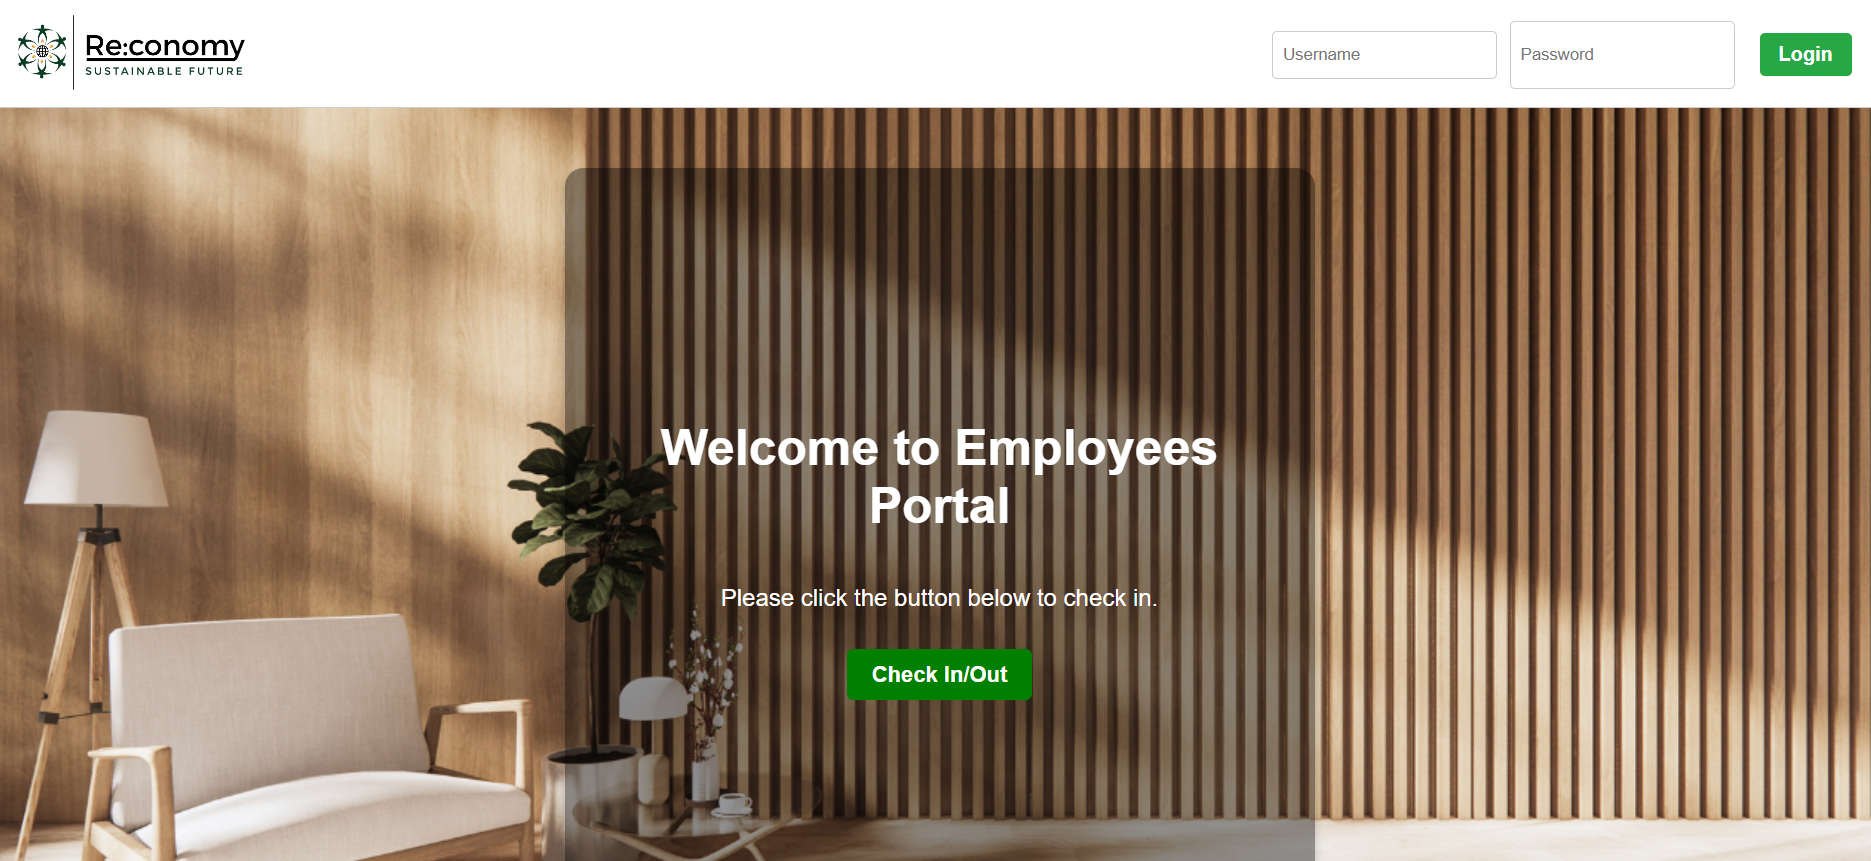 Re:conomy
SUSTAINABLE FUTURE
Username
Password
Login
Welcome to Employees
Portal
Please click the button below to check in.
Check In/Out